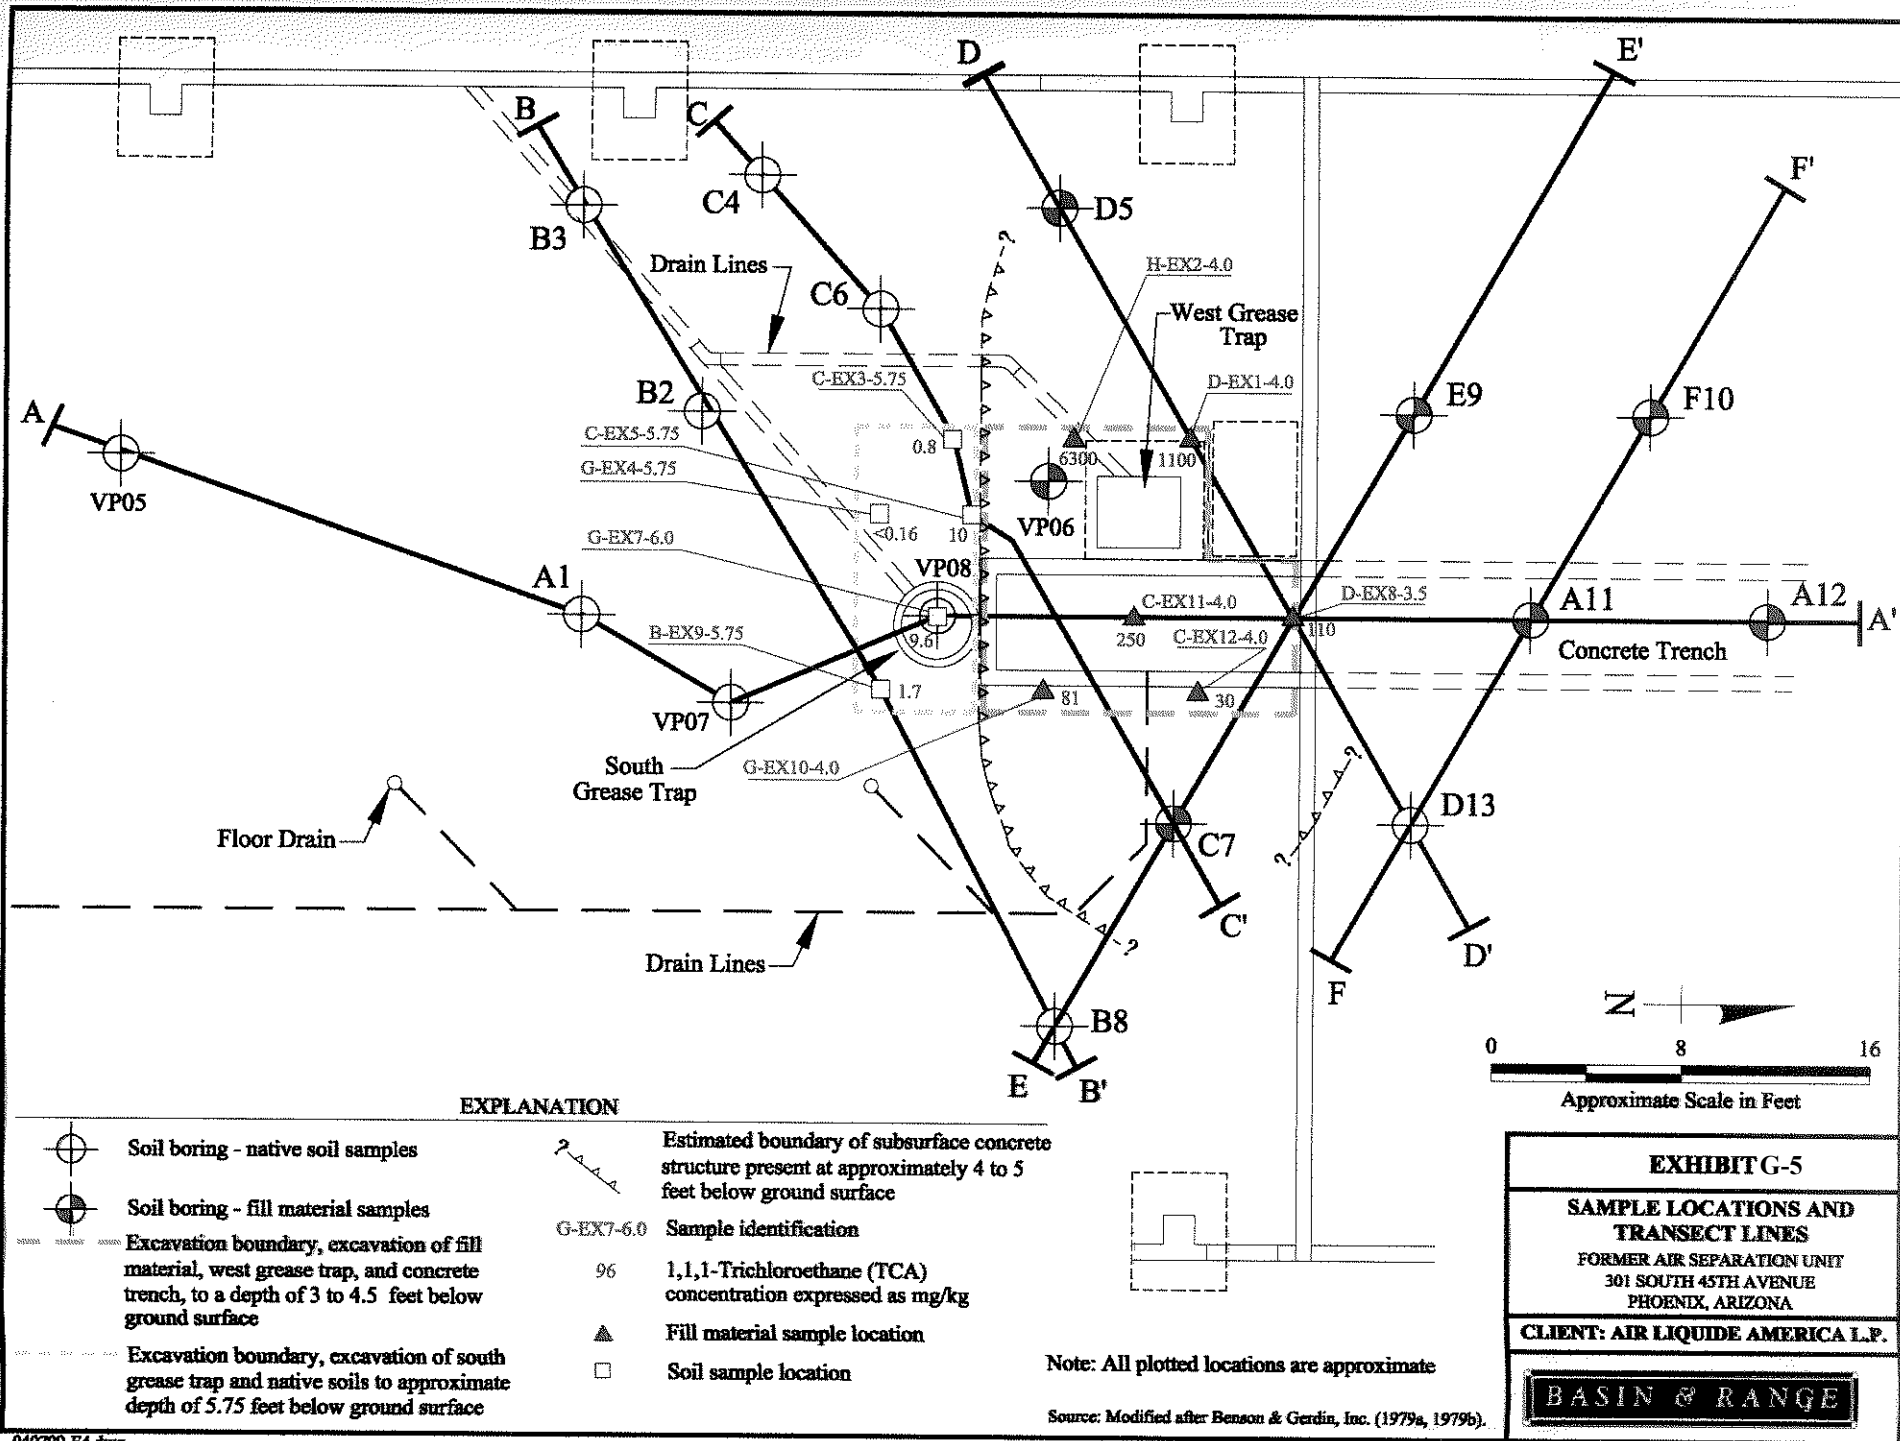 D
E'
B
C
F'
C4
D5
B3
Drain Lines
H-EX2-4.0
C6
West Grease
Trap
C-EX3-5.75
D-EX1-4.0
B2
E9
F10
A
C-EX5-5.75
0.8
6300
1100
G-EX4-5.75
VP05
VP06
<0.16
10
G-EX7-6.0
VP08
A1
C-EX11-4.0
D-EX8-3.5
A11
A12
A'
B-EX9-5.75
9.6
250
C-EX12-4.0
110
Concrete Trench
1.7
81
30
VP07
South
Grease Trap
G-EX10-4.0
?
?
?
?
Floor Drain
D13
C7
C'
D'
Drain Lines
F
N
B8
E
B'
0 8 16
Approximate Scale in Feet
EXPLANATION
Soil boring - native soil samples
Soil boring - fill material samples
Excavation boundary, excavation of fill
material, west grease trap, and concrete
trench, to a depth of 3 to 4.5 feet below
ground surface
Excavation boundary, excavation of south
grease trap and native soils to approximate
depth of 5.75 feet below ground surface
?
Estimated boundary of subsurface concrete
structure present at approximately 4 to 5
feet below ground surface
G-EX7-6.0 Sample identification
96 1,1,1-Trichloroethane (TCA)
concentration expressed as mg/kg
Fill material sample location
Soil sample location
Note: All plotted locations are approximate
Source: Modified after Benson & Gerdin, Inc. (1979a, 1979b).
EXHIBIT G-5
SAMPLE LOCATIONS AND
TRANSECT LINES
FORMER AIR SEPARATION UNIT
301 SOUTH 45TH AVENUE
PHOENIX, ARIZONA
CLIENT: AIR LIQUIDE AMERICA L.P.
BASIN & RANGE